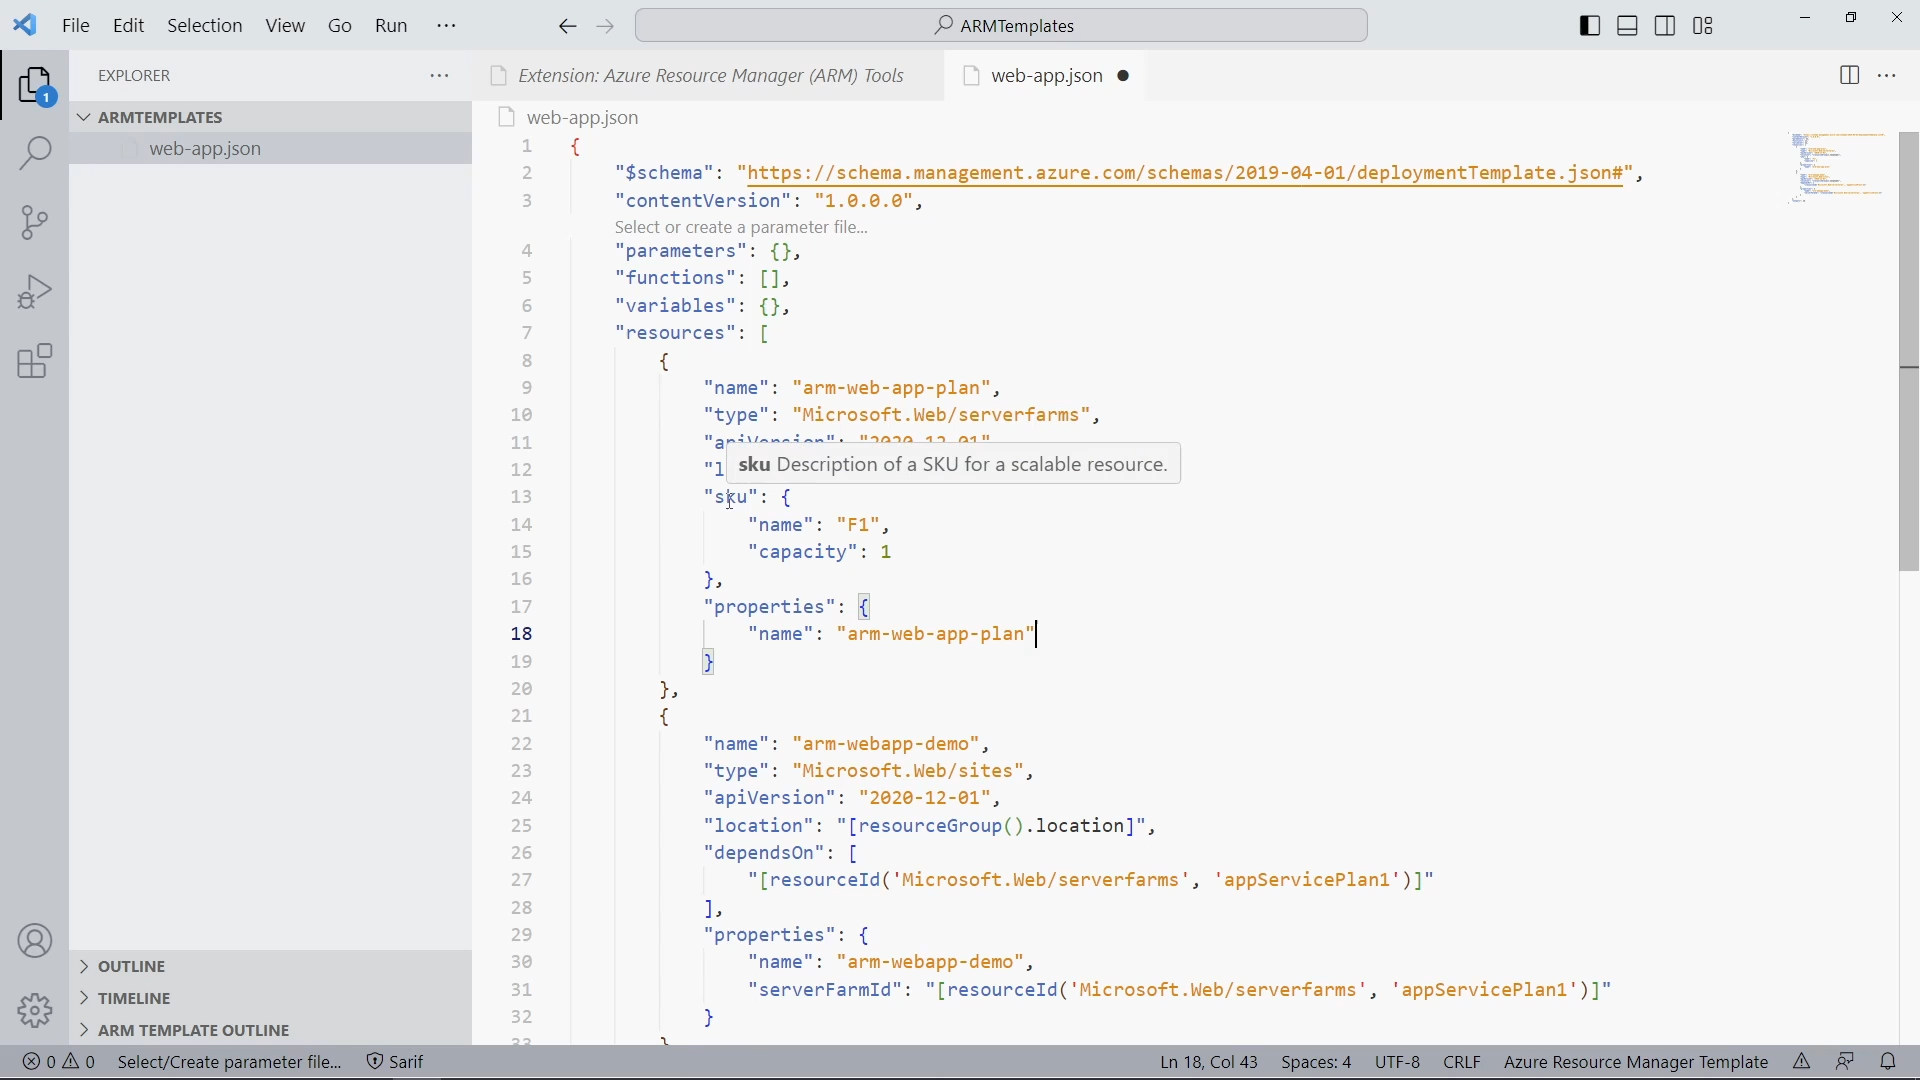 File Edit Selection View Go Run ···
ARMTemplates
EXPLORER
Extension: Azure Resource Manager (ARM) Tools
web-app.json
1
ARMTEMPLATES
web-app.json
web-app.json
1 {
2 "$schema": "https://schema.management.azure.com/schemas/2019-04-01/deploymentTemplate.json#",
3 "contentVersion": "1.0.0.0",
Select or create a parameter file...
4 "parameters": {},
5 "functions": [],
6 "variables": {},
7 "resources": [
8 {
9 "name": "arm-web-app-plan",
10 "type": "Microsoft.Web/serverfarms",
11 "apiVersion": "2020-12-01"
12 "l
sku Description of a SKU for a scalable resource.
13 "sku": {
14 "name": "F1",
15 "capacity": 1
16 },
17 "properties": {
18 "name": "arm-web-app-plan"
19 }
20 },
21 {
22 "name": "arm-webapp-demo",
23 "type": "Microsoft.Web/sites",
24 "apiVersion": "2020-12-01",
25 "location": "[resourceGroup().location]",
26 "dependsOn": [
27 "[resourceId('Microsoft.Web/serverfarms', 'appServicePlan1')]"
28 ],
29 "properties": {
30 "name": "arm-webapp-demo",
31 "serverFarmId": "[resourceId('Microsoft.Web/serverfarms', 'appServicePlan1')]"
32 }
33 }
OUTLINE
TIMELINE
ARM TEMPLATE OUTLINE
0 0 Select/Create parameter file... Sarif
Ln 18, Col 43 Spaces: 4 UTF-8 CRLF Azure Resource Manager Template